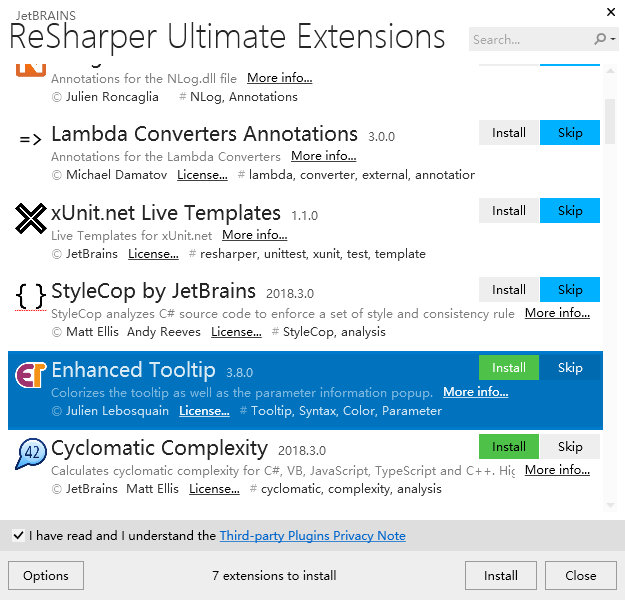 JetBRAINS
ReSharper Ultimate Extensions
Search...
Annotations for the NLog.dll file More info...
© Julien Roncaglia # NLog, Annotations
=> Lambda Converters Annotations 3.0.0 Install Skip
Annotations for the Lambda Converters More info...
© Michael Damatov License... # lambda, converter, external, annotation
xUnit.net Live Templates 1.1.0 Install Skip
Live Templates for xUnit.net More info...
© JetBrains License... # resharper, unittest, xunit, test, template
{ } StyleCop by JetBrains 2018.3.0 Install Skip
StyleCop analyzes C# source code to enforce a set of style and consistency rule More info...
© Matt Ellis Andy Reeves License... # StyleCop, analysis
ET Enhanced Tooltip 3.8.0 Install Skip
Colorizes the tooltip as well as the parameter information popup. More info...
© Julien Lebosquain License... # Tooltip, Syntax, Color, Parameter
42 Cyclomatic Complexity 2018.3.0 Install Skip
Calculates cyclomatic complexity for C#, VB, JavaScript, TypeScript and C++. Hig More info...
© JetBrains Matt Ellis License... # cyclomatic, complexity, analysis
I have read and I understand the Third-party Plugins Privacy Note
Options 7 extensions to install Install Close